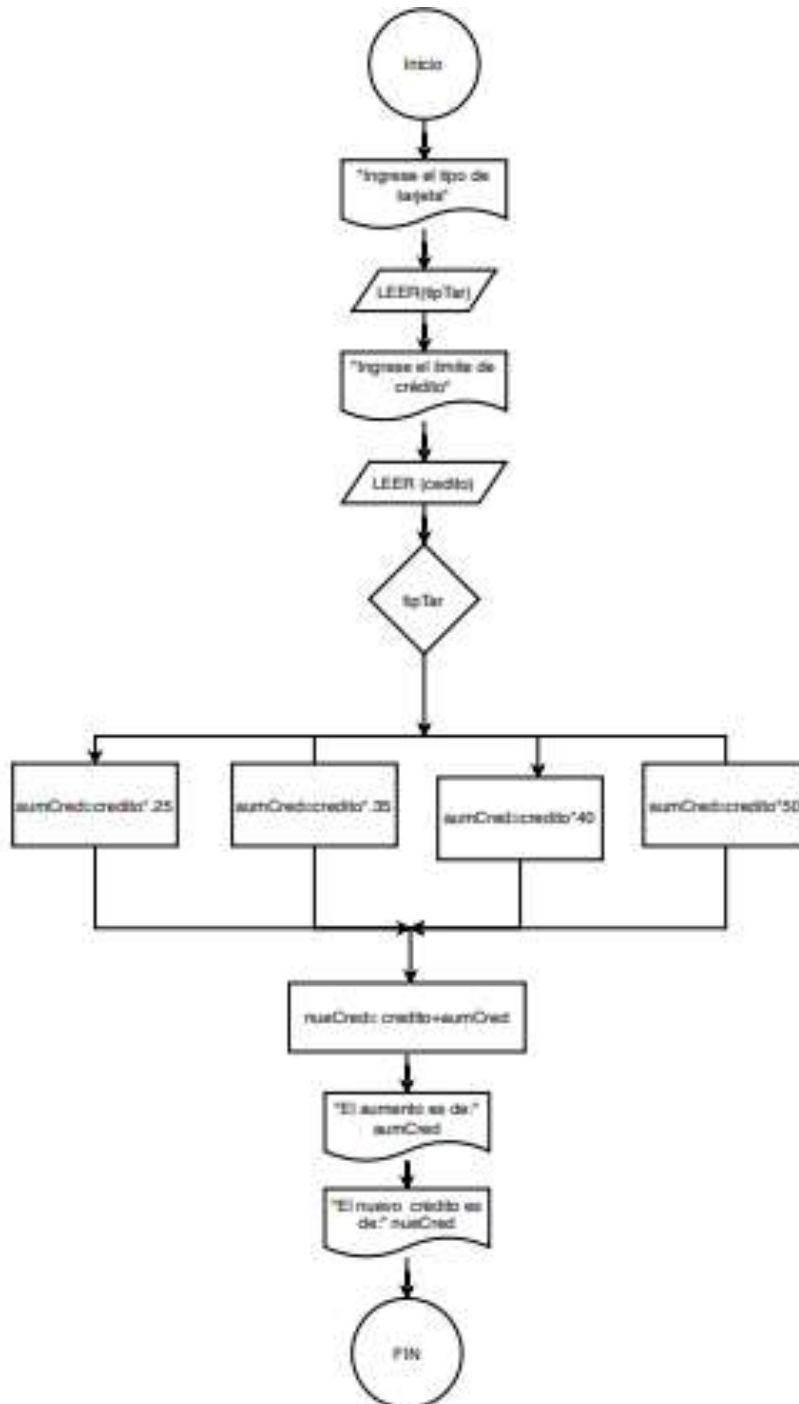 Inicio
"Ingrese el tipo de
tarjeta"
LEER(tipTar)
"Ingrese el limite de
crédito"
LEER (cedito)
tipTar
aumCred=credito*.25
aumCred=credito*.35
aumCred=credito*40
aumCred=credito*50
nueCred= credito+aumCred
"El aumento es de:"
aumCred
"El nuevo crédito es
de:" nueCred
FIN